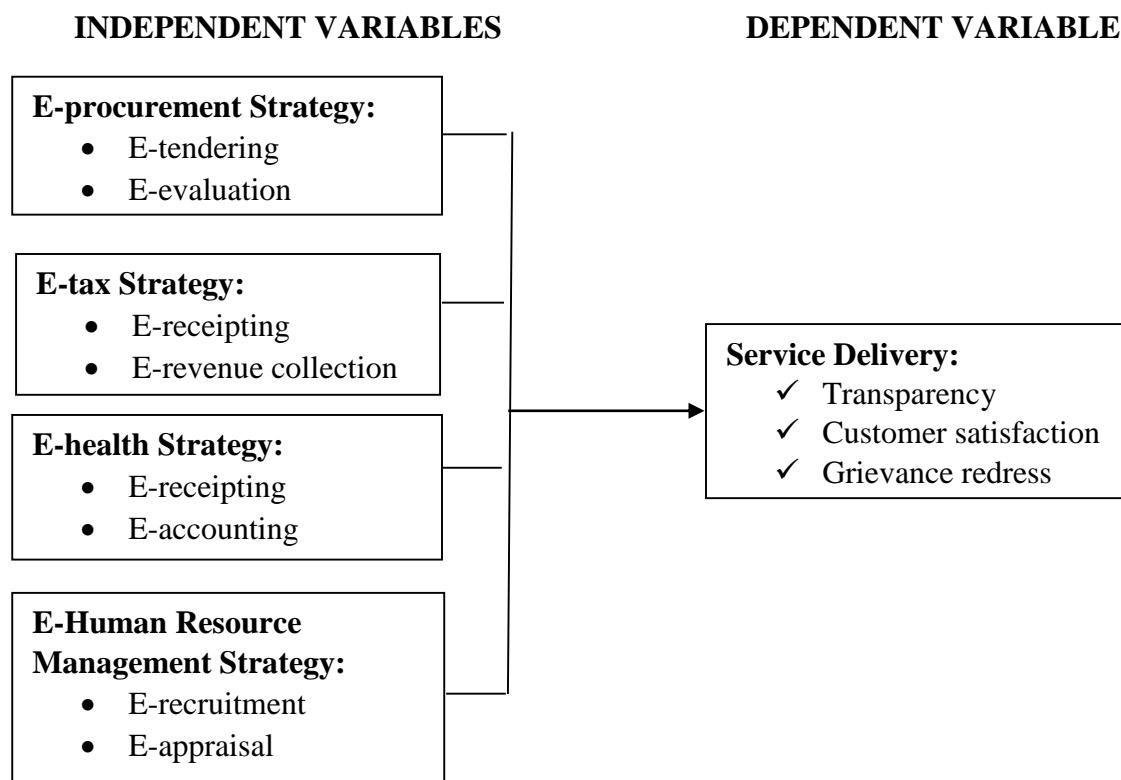 INDEPENDENT VARIABLES
DEPENDENT VARIABLE
E-procurement Strategy:
• E-tendering
• E-evaluation
E-tax Strategy:
• E-receipting
• E-revenue collection
E-health Strategy:
• E-receipting
• E-accounting
E-Human Resource
Management Strategy:
• E-recruitment
• E-appraisal
Service Delivery:
✓ Transparency
✓ Customer satisfaction
✓ Grievance redress